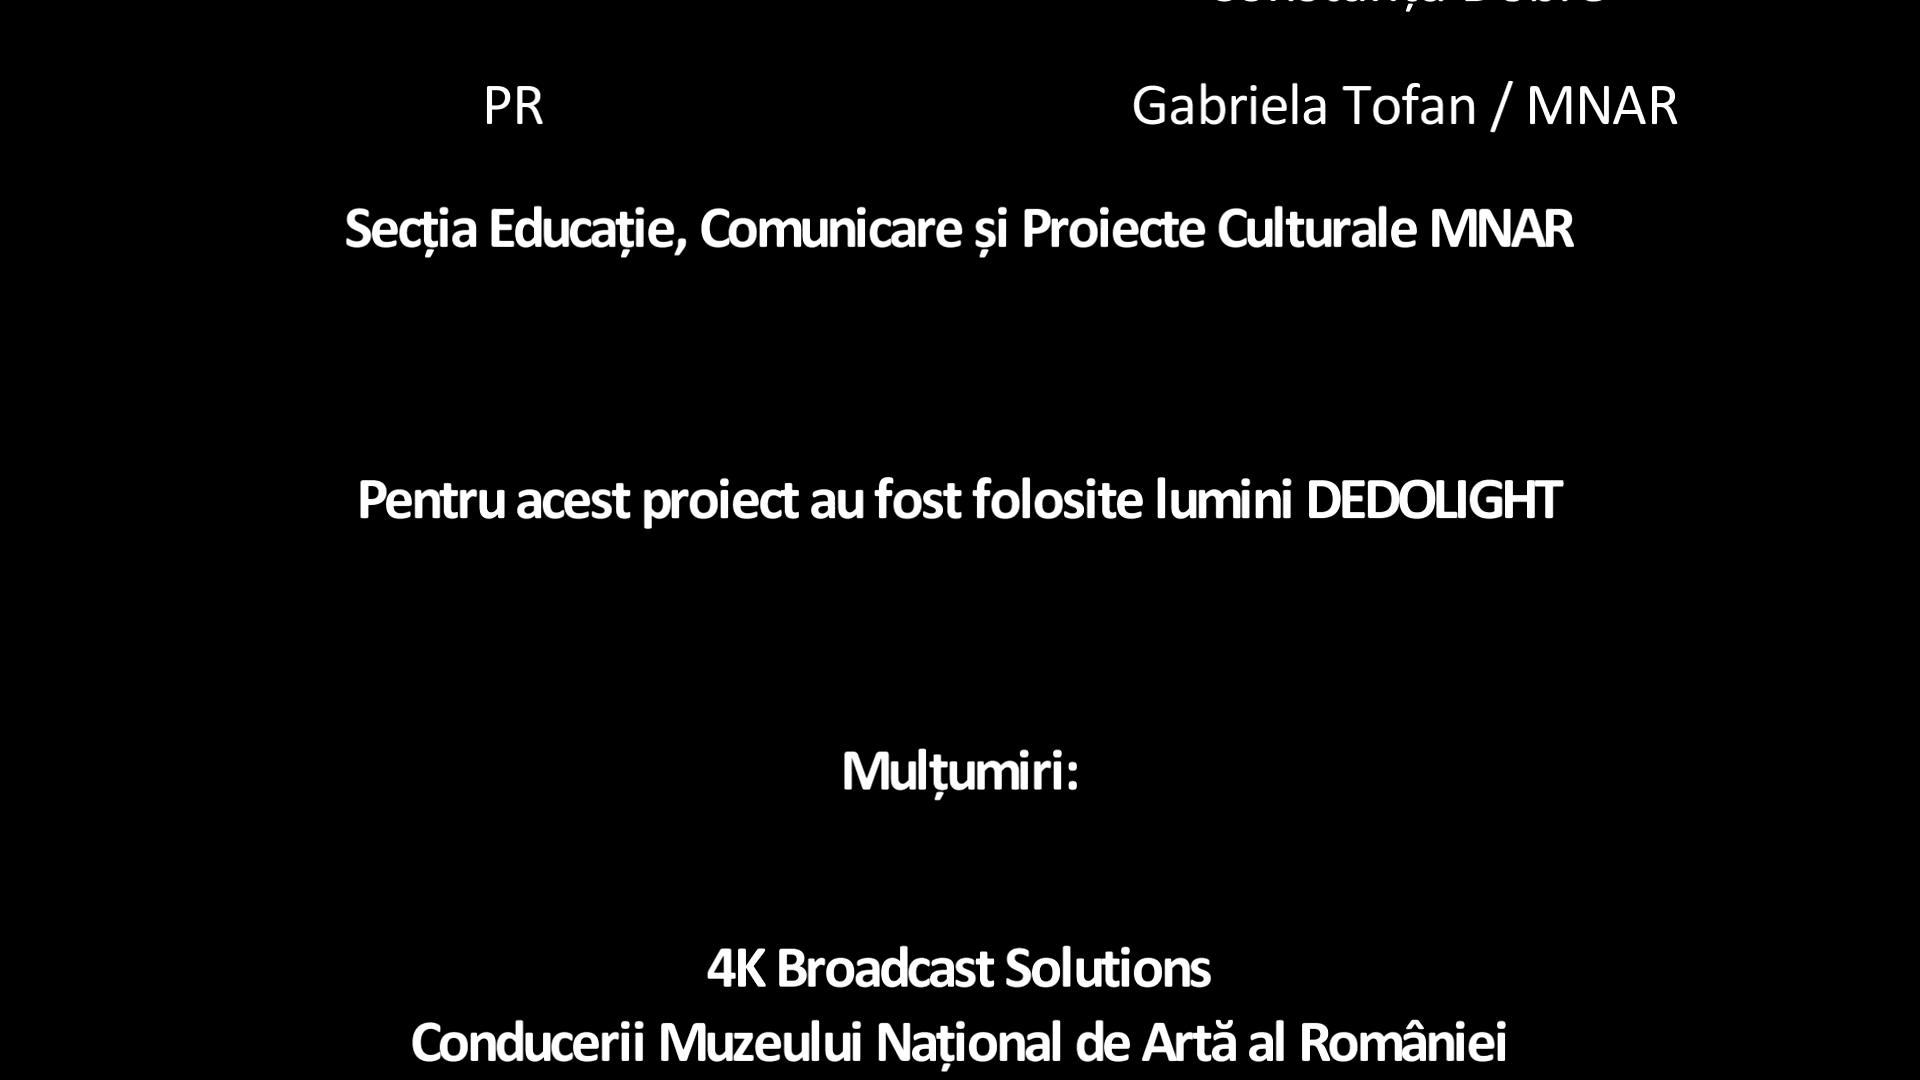 PR Gabriela Tofan / MNAR
Secția Educație, Comunicare și Proiecte Culturale MNAR
Pentru acest proiect au fost folosite lumini DEDOLIGHT
Mulțumiri:
4K Broadcast Solutions
Conducerii Muzeului Național de Artă al României